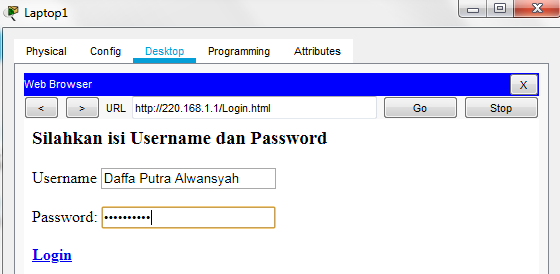 Laptop1
Physical Config Desktop Programming Attributes
Web Browser X
< > URL http://220.168.1.1/Login.html Go Stop
Silahkan isi Username dan Password
Username Daffa Putra Alwansyah
Password: ••••••••••
Login